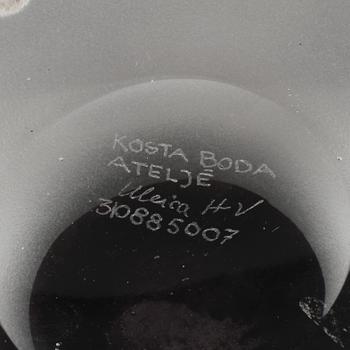 KOSTA BODA
ATELJÉ
Ulrica HV
310885007